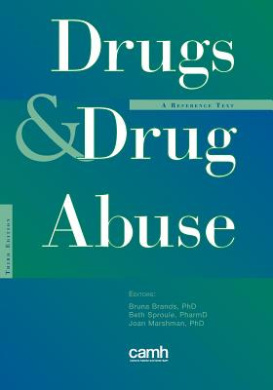 Drugs
A REFERENCE TEXT
& Drug
Abuse
THIRD EDITION
EDITORS:
Bruna Brands, PhD
Beth Sproule, PharmD
Joan Marshman, PhD
camh